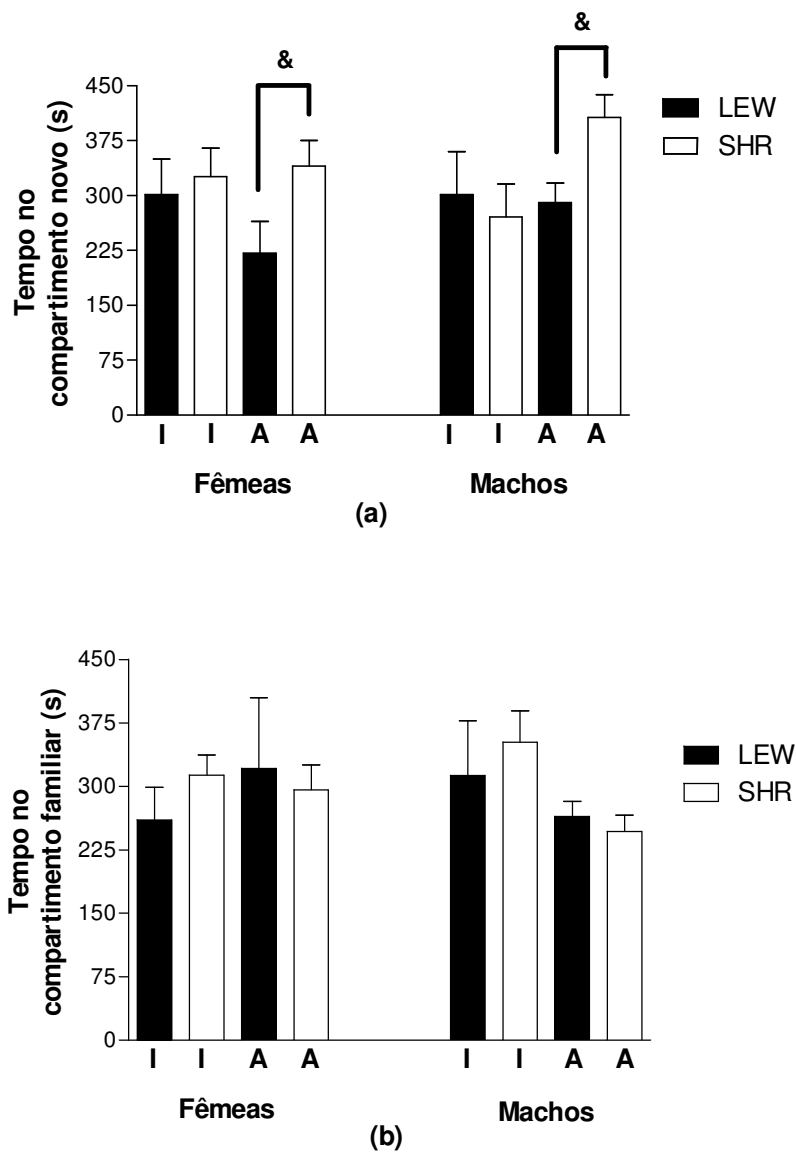 &
&
450
375
300
225
150
75
0
Tempo no
compartimento novo (s)
LEW
SHR
I I A A
I I A A
Fêmeas
Machos
(a)
450
375
300
225
150
75
0
Tempo no
compartimento familiar (s)
LEW
SHR
I I A A
I I A A
Fêmeas
Machos
(b)